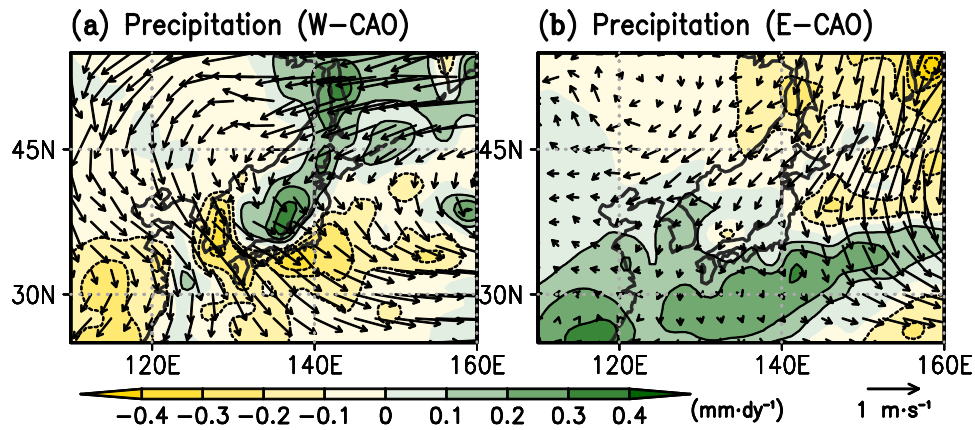 (a) Precipitation (W-CAO)
(b) Precipitation (E-CAO)
45N
30N
120E
140E
160E
45N
30N
120E
140E
160E
−0.4 −0.3 −0.2 −0.1 0 0.1 0.2 0.3 0.4
(mm·dy⁻¹)
1 m·s⁻¹